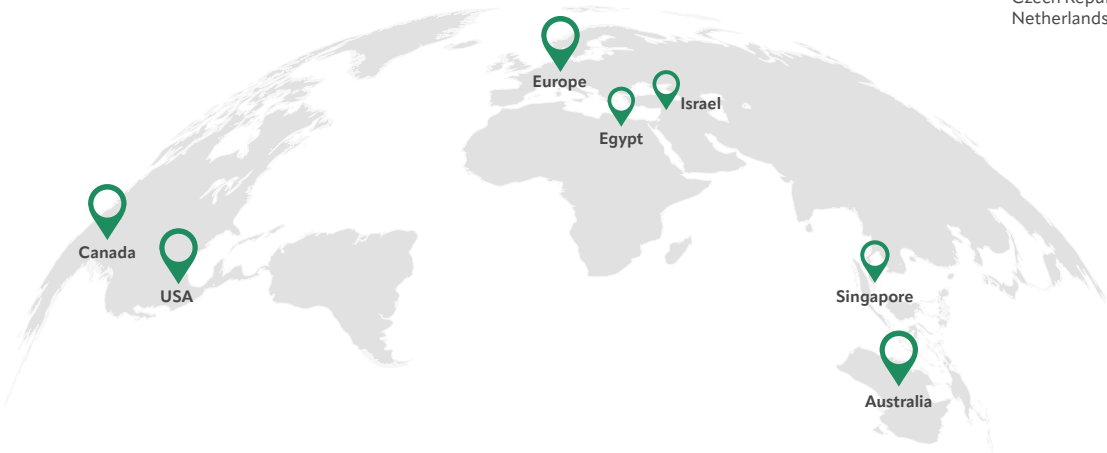 Netherlands
Europe
Israel
Egypt
Canada
USA
Singapore
Australia